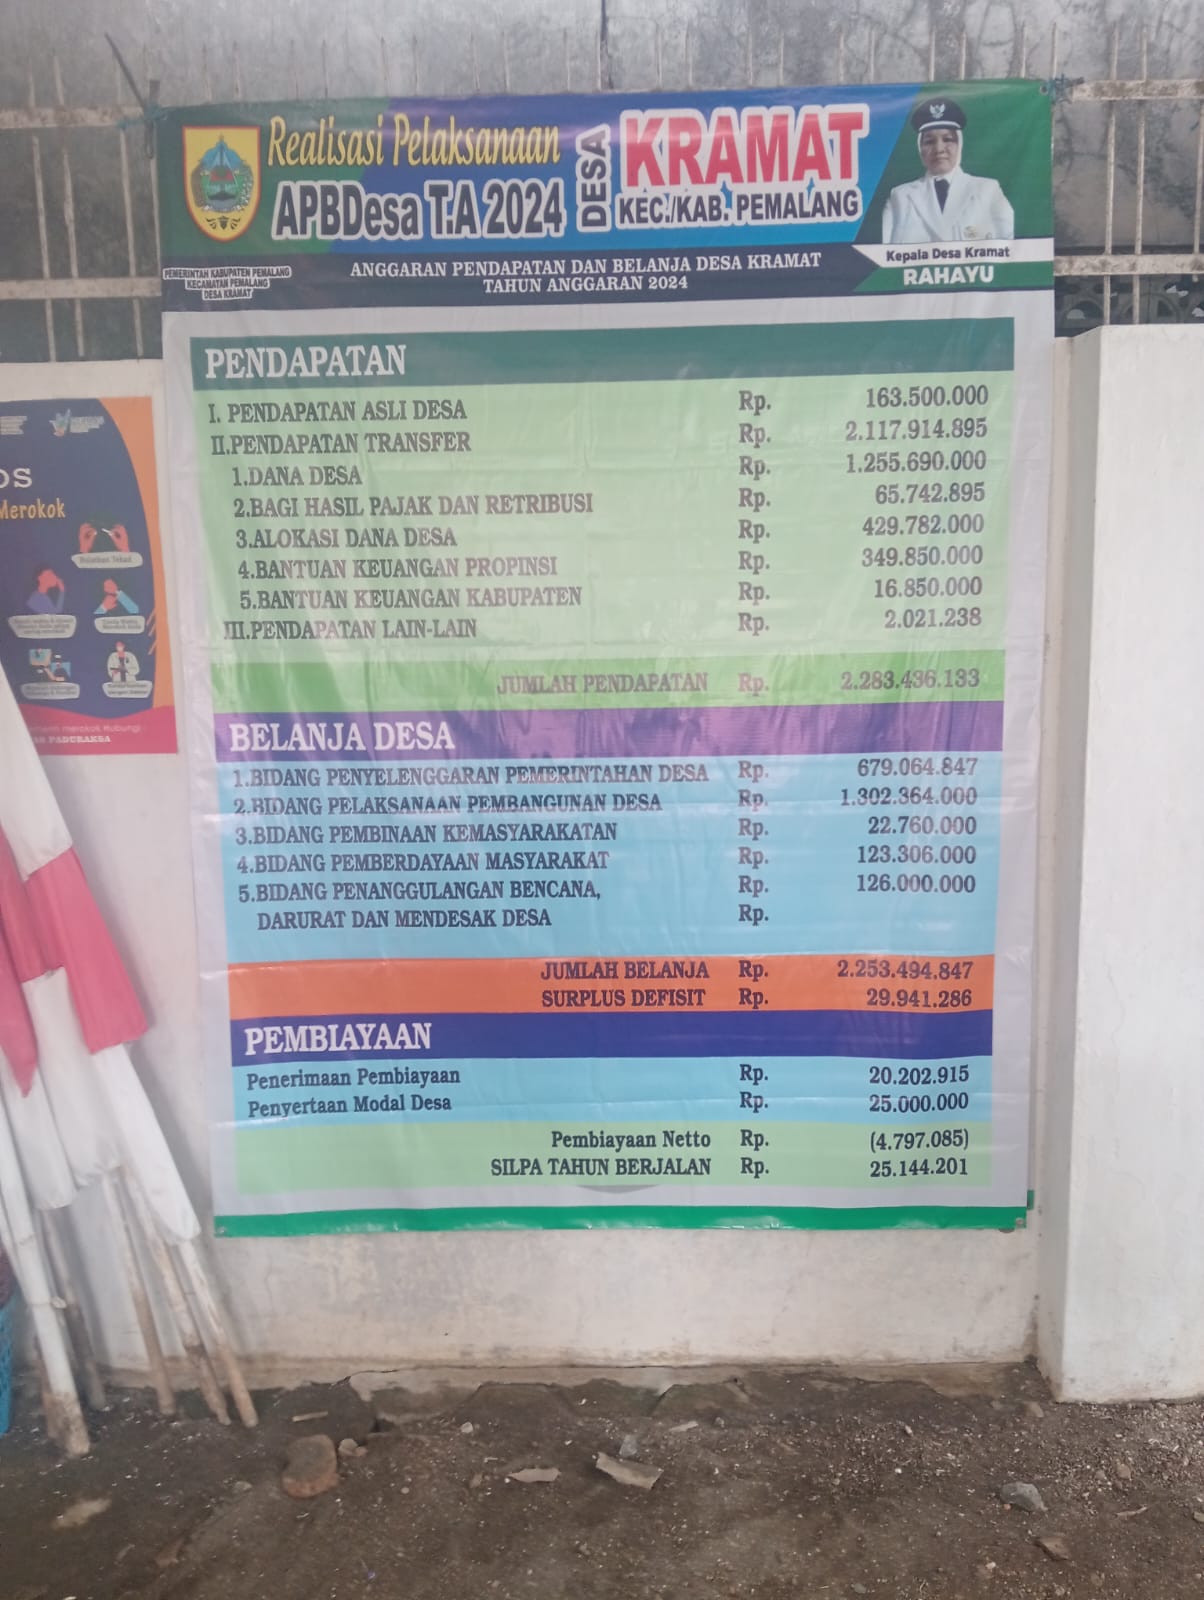 Realisasi Pelaksanaan
APBDesa T.A 2024
DESA
KRAMAT
KEC./KAB. PEMALANG
PEMERINTAH KABUPATEN PEMALANG
KECAMATAN PEMALANG
DESA KRAMAT
ANGGARAN PENDAPATAN DAN BELANJA DESA KRAMAT
TAHUN ANGGARAN 2024
Kepala Desa Kramat
RAHAYU
PENDAPATAN
I. PENDAPATAN ASLI DESA Rp. 163.500.000
II.PENDAPATAN TRANSFER Rp. 2.117.914.895
1.DANA DESA Rp. 1.255.690.000
2.BAGI HASIL PAJAK DAN RETRIBUSI Rp. 65.742.895
3.ALOKASI DANA DESA Rp. 429.782.000
4.BANTUAN KEUANGAN PROPINSI Rp. 349.850.000
5.BANTUAN KEUANGAN KABUPATEN Rp. 16.850.000
III.PENDAPATAN LAIN-LAIN Rp. 2.021.238
JUMLAH PENDAPATAN Rp. 2.283.436.133
BELANJA DESA
1.BIDANG PENYELENGGARAN PEMERINTAHAN DESA Rp. 679.064.847
2.BIDANG PELAKSANAAN PEMBANGUNAN DESA Rp. 1.302.364.000
3.BIDANG PEMBINAAN KEMASYARAKATAN Rp. 22.760.000
4.BIDANG PEMBERDAYAAN MASYARAKAT Rp. 123.306.000
5.BIDANG PENANGGULANGAN BENCANA, Rp. 126.000.000
DARURAT DAN MENDESAK DESA Rp.
JUMLAH BELANJA Rp. 2.253.494.847
SURPLUS DEFISIT Rp. 29.941.286
PEMBIAYAAN
Penerimaan Pembiayaan Rp. 20.202.915
Penyertaan Modal Desa Rp. 25.000.000
Pembiayaan Netto Rp. (4.797.085)
SILPA TAHUN BERJALAN Rp. 25.144.201
OS
Merokok
Bulatkan Tekad
merokok Hubungi :
PADURAKSA